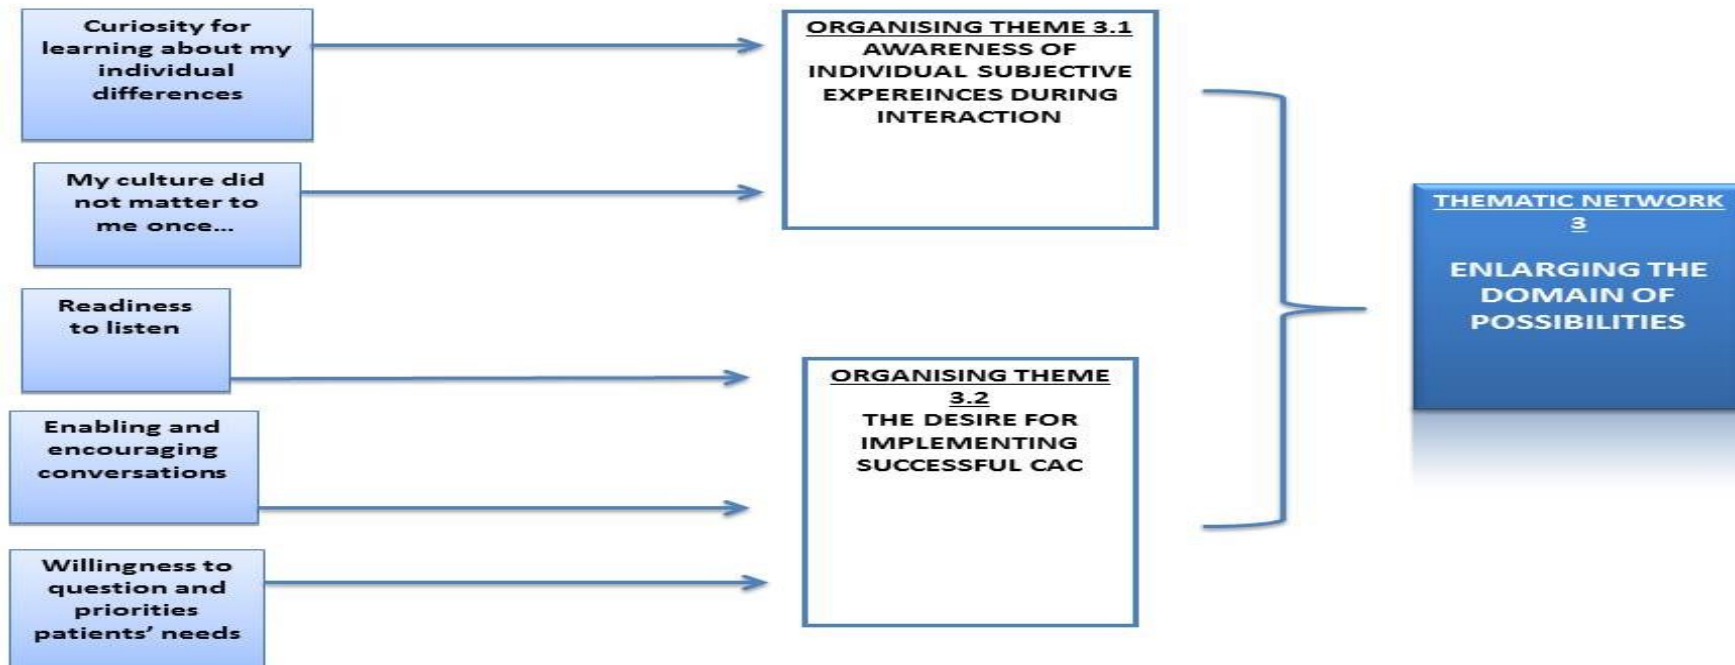 Curiosity for
learning about my
individual
differences
My culture did
not matter to
me once…
Readiness
to listen
Enabling and
encouraging
conversations
Willingness to
question and
priorities
patients’ needs
ORGANISING THEME 3.1
AWARENESS OF
INDIVIDUAL SUBJECTIVE
EXPEREINCES DURING
INTERACTION
ORGANISING THEME
3.2
THE DESIRE FOR
IMPLEMENTING
SUCCESSFUL CAC
THEMATIC NETWORK
3
ENLARGING THE
DOMAIN OF
POSSIBILITIES